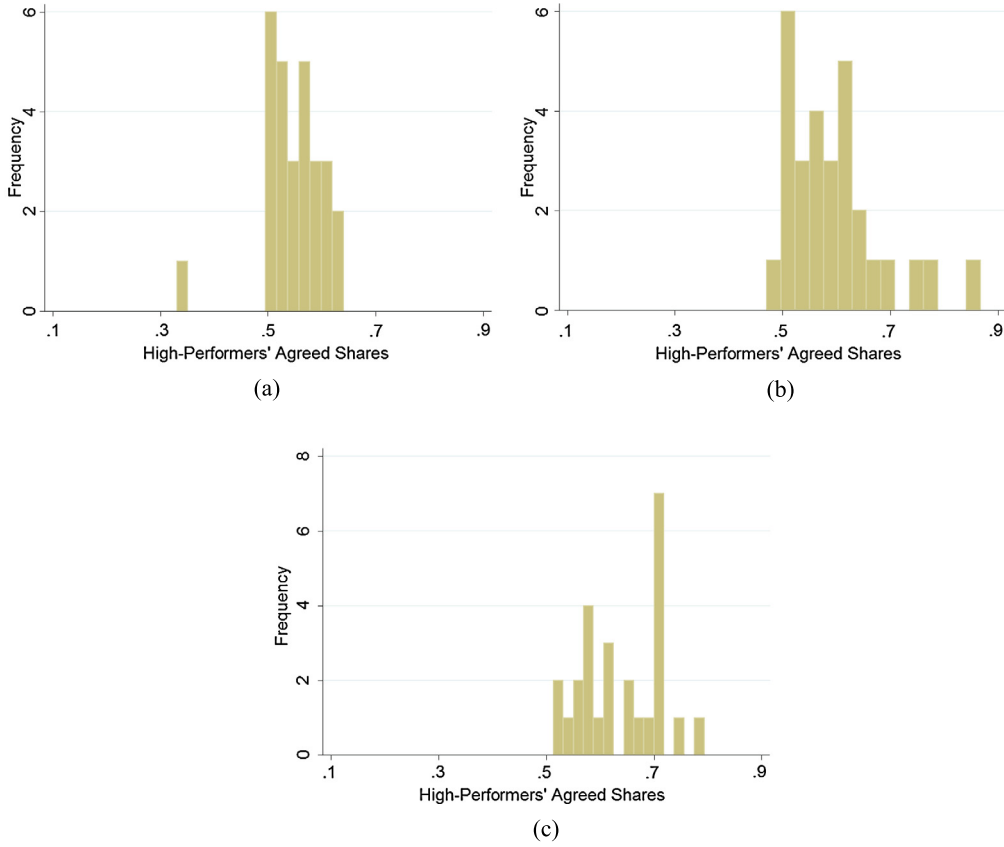 6
4
2
0
Frequency
.1 .3 .5 .7 .9
High-Performers' Agreed Shares
(a)
6
4
2
0
Frequency
.1 .3 .5 .7 .9
High-Performers' Agreed Shares
(b)
8
6
4
2
0
Frequency
.1 .3 .5 .7 .9
High-Performers' Agreed Shares
(c)